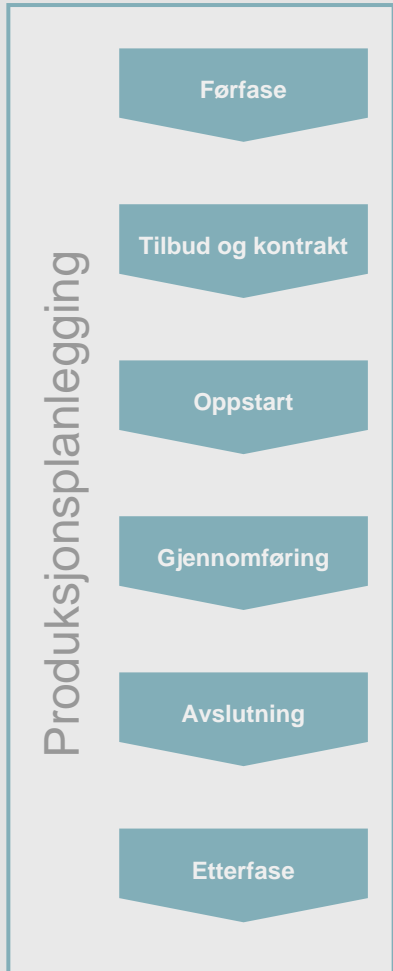 Produksjonsplanlegging
Førfase
Tilbud og kontrakt
Oppstart
Gjennomføring
Avslutning
Etterfase